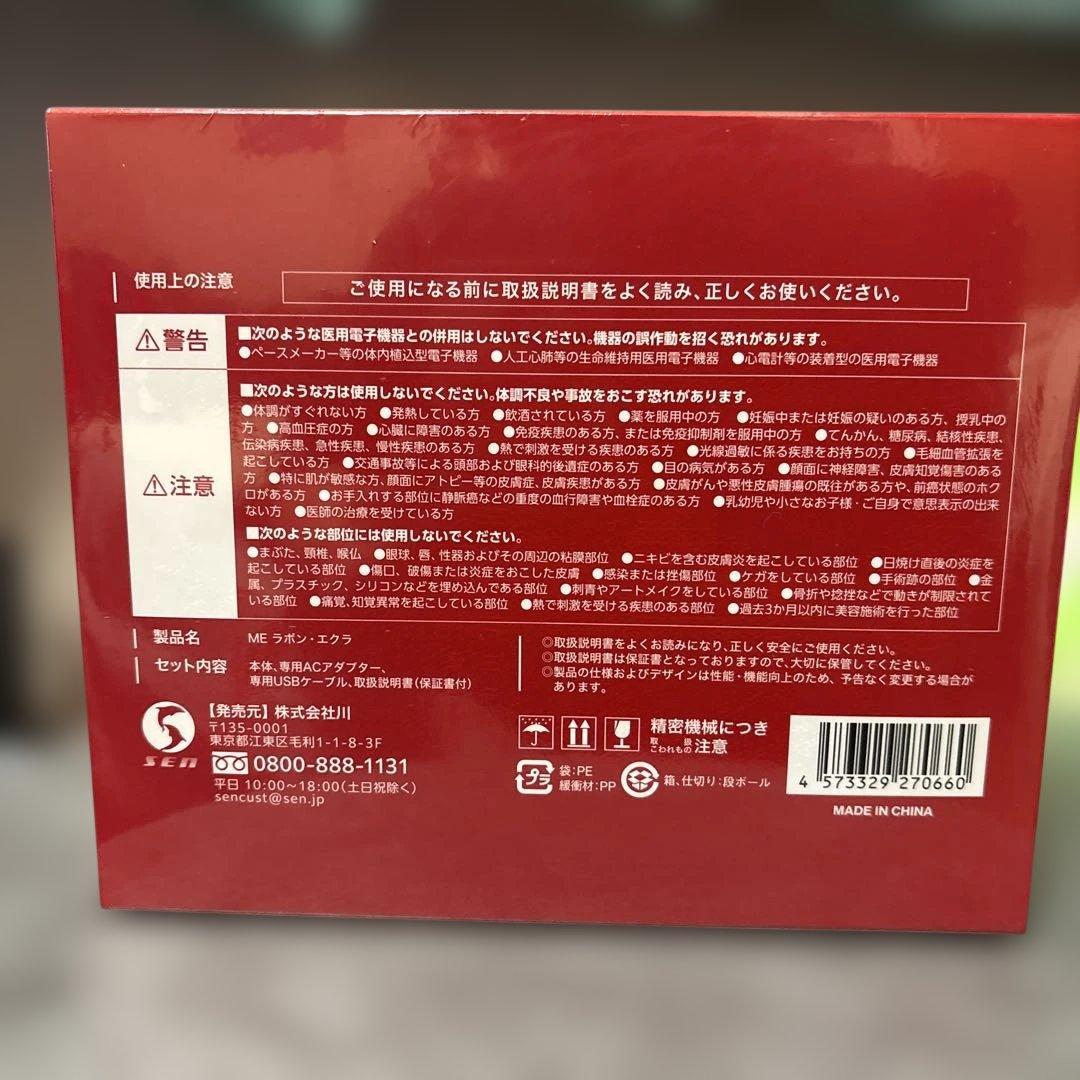 使用上の注意
ご使用になる前に取扱説明書をよく読み、正しくお使いください。
⚠警告
■次のような医用電子機器との併用はしないでください。機器の誤作動を招く恐れがあります。
●ペースメーカー等の体内植込型電子機器 ●人工心肺等の生命維持用医用電子機器 ●心電計等の装着型の医用電子機器
⚠注意
■次のような方は使用しないでください。体調不良や事故をおこす恐れがあります。
●体調がすぐれない方 ●発熱している方 ●飲酒されている方 ●薬を服用中の方 ●妊娠中または妊娠の疑いのある方、授乳中の
方 ●高血圧症の方 ●心臓に障害のある方 ●免疫疾患のある方、または免疫抑制剤を服用中の方 ●てんかん、糖尿病、結核性疾患、
伝染病疾患、急性疾患、慢性疾患のある方 ●熱で刺激を受ける疾患のある方 ●光線過敏に係る疾患をお持ちの方 ●毛細血管拡張を
起こしている方 ●交通事故等による頭部および眼科的後遺症のある方 ●目の病気がある方 ●顔面に神経障害、皮膚知覚傷害のある
方 ●特に肌が敏感な方、顔面にアトピー等の皮膚症、皮膚疾患がある方 ●皮膚がんや悪性皮膚腫瘍の既往がある方や、前癌状態のホク
ロがある方 ●お手入れする部位に静脈癌などの重度の血行障害や血栓症のある方 ●乳幼児や小さなお子様・ご自身で意思表示の出来
ない方 ●医師の治療を受けている方
■次のような部位には使用しないでください。
●まぶた、頸椎、喉仏 ●眼球、唇、性器およびその周辺の粘膜部位 ●ニキビを含む皮膚炎を起こしている部位 ●日焼け直後の炎症を
起こしている部位 ●傷口、破傷または炎症をおこした皮膚 ●感染または挫傷部位 ●ケガをしている部位 ●手術跡の部位 ●金
属、プラスチック、シリコンなどを埋め込んである部位 ●刺青やアートメイクをしている部位 ●骨折や捻挫などで動きが制限されて
いる部位 ●痛覚、知覚異常を起こしている部位 ●熱で刺激を受ける疾患のある部位 ●過去3か月以内に美容施術を行った部位
製品名 ME ラボン・エクラ
セット内容 本体、専用ACアダプター、
専用USBケーブル、取扱説明書(保証書付)
◎取扱説明書をよくお読みになり、正しく安全にご使用ください。
◎取扱説明書は保証書となっておりますので、大切に保管してください。
◎製品の仕様およびデザインは性能・機能向上のため、予告なく変更する場合が
あります。
SEN
【発売元】株式会社川
〒135-0001
東京都江東区毛利1-1-8-3F
0800-888-1131
平日 10:00~18:00(土日祝除く)
sencust@sen.jp
精密機械につき
取扱注意
こわれもの
プラ
袋:PE
緩衝材:PP
箱、仕切り:段ボール
4 573329 270660
MADE IN CHINA